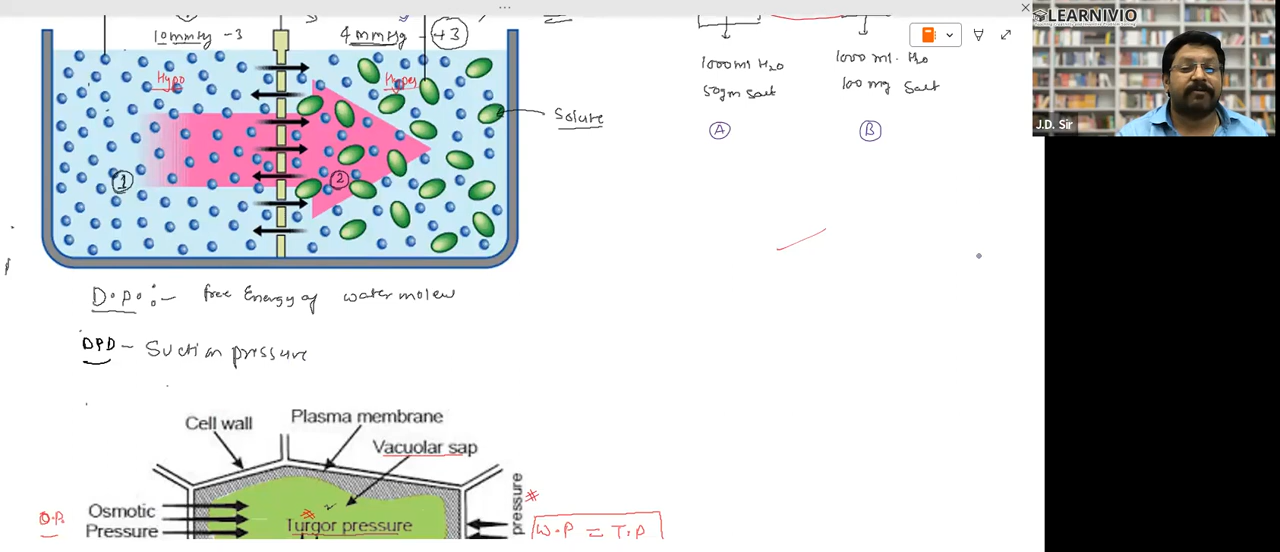 LEARNIVIO
10mmHg -3
4mmHg
+3
Hypo
Hyper
Solute
1
2
1000ml H2O
50gm Salt
A
1000 ml. H2O
100 mg Salt
B
J.D. Sir
D.P. :- free Energy of water molecu
DPD - Suction pressure
Cell wall
Plasma membrane
Vacuolar sap
Osmotic
Pressure
O.P.
Turgor pressure
pressure
W.P = T.P